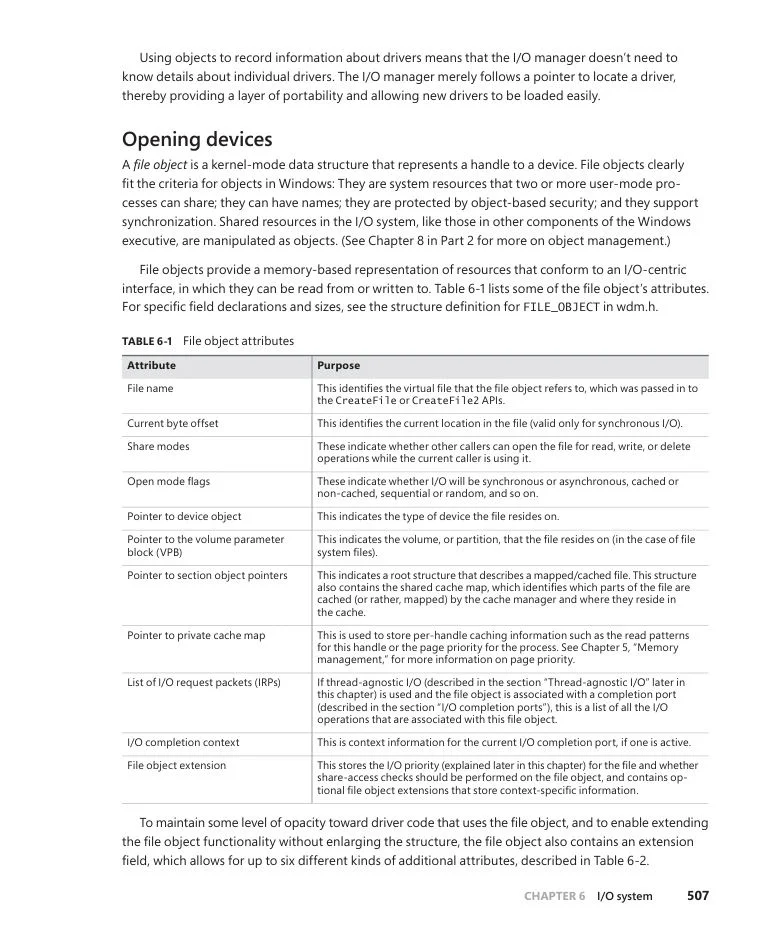 Using objects to record information about drivers means that the I/O manager doesn't need to
know details about individual drivers. The I/O manager merely follows a pointer to locate a driver,
thereby providing a layer of portability and allowing new drivers to be loaded easily.
Opening devices
A file object is a kernel-mode data structure that represents a handle to a device. File objects clearly
fit the criteria for objects in Windows: They are system resources that two or more user-mode pro-
cesses can share; they can have names; they are protected by object-based security; and they support
synchronization. Shared resources in the I/O system, like those in other components of the Windows
executive, are manipulated as objects. (See Chapter 8 in Part 2 for more on object management.)
File objects provide a memory-based representation of resources that conform to an I/O-centric
interface, in which they can be read from or written to. Table 6-1 lists some of the file object's attributes.
For specific field declarations and sizes, see the structure definition for FILE_OBJECT in wdm.h.
TABLE 6-1 File object attributes
Attribute Purpose
File name This identifies the virtual file that the file object refers to, which was passed in to
the CreateFile or CreateFile2 APIs.
Current byte offset This identifies the current location in the file (valid only for synchronous I/O).
Share modes These indicate whether other callers can open the file for read, write, or delete
operations while the current caller is using it.
Open mode flags These indicate whether I/O will be synchronous or asynchronous, cached or
non-cached, sequential or random, and so on.
Pointer to device object This indicates the type of device the file resides on.
Pointer to the volume parameter This indicates the volume, or partition, that the file resides on (in the case of file
block (VPB) system files).
Pointer to section object pointers This indicates a root structure that describes a mapped/cached file. This structure
also contains the shared cache map, which identifies which parts of the file are
cached (or rather, mapped) by the cache manager and where they reside in
the cache.
Pointer to private cache map This is used to store per-handle caching information such as the read patterns
for this handle or the page priority for the process. See Chapter 5, "Memory
management," for more information on page priority.
List of I/O request packets (IRPs) If thread-agnostic I/O (described in the section "Thread-agnostic I/O" later in
this chapter) is used and the file object is associated with a completion port
(described in the section "I/O completion ports"), this is a list of all the I/O
operations that are associated with this file object.
I/O completion context This is context information for the current I/O completion port, if one is active.
File object extension This stores the I/O priority (explained later in this chapter) for the file and whether
share-access checks should be performed on the file object, and contains op-
tional file object extensions that store context-specific information.
To maintain some level of opacity toward driver code that uses the file object, and to enable extending
the file object functionality without enlarging the structure, the file object also contains an extension
field, which allows for up to six different kinds of additional attributes, described in Table 6-2.
CHAPTER 6 I/O system 507